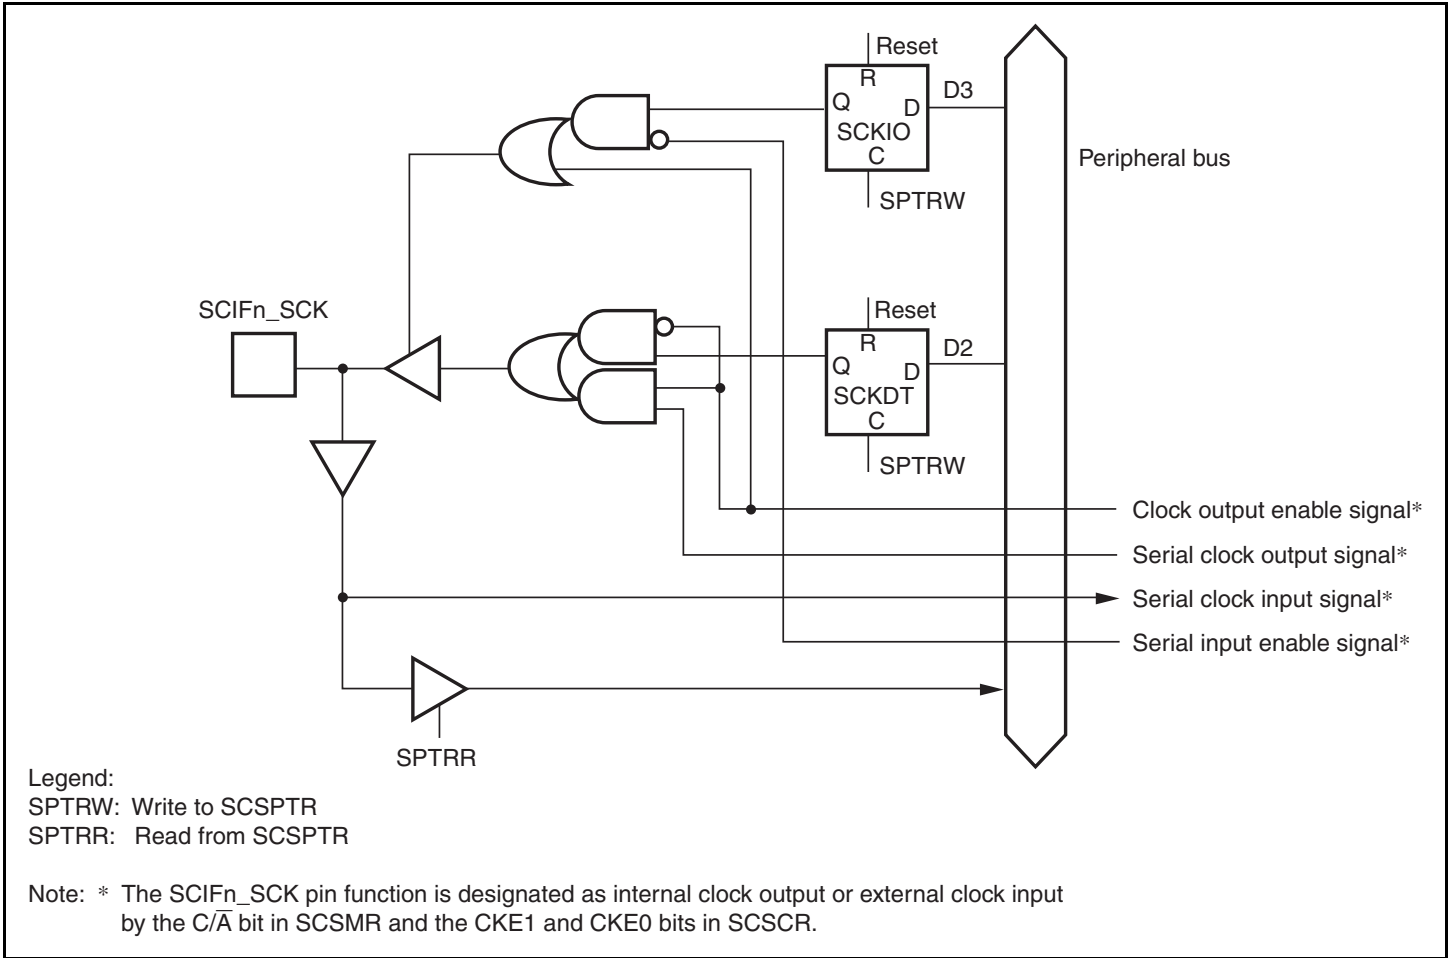 Reset
R
Q
D
D3
SCKIO
C
SPTRW
Peripheral bus
SCIFn_SCK
Reset
R
Q
D
D2
SCKDT
C
SPTRW
Clock output enable signal*
Serial clock output signal*
Serial clock input signal*
Serial input enable signal*
SPTRR
Legend:
SPTRW: Write to SCSPTR
SPTRR: Read from SCSPTR
Note: * The SCIFn_SCK pin function is designated as internal clock output or external clock input
by the C/A̅ bit in SCSMR and the CKE1 and CKE0 bits in SCSCR.